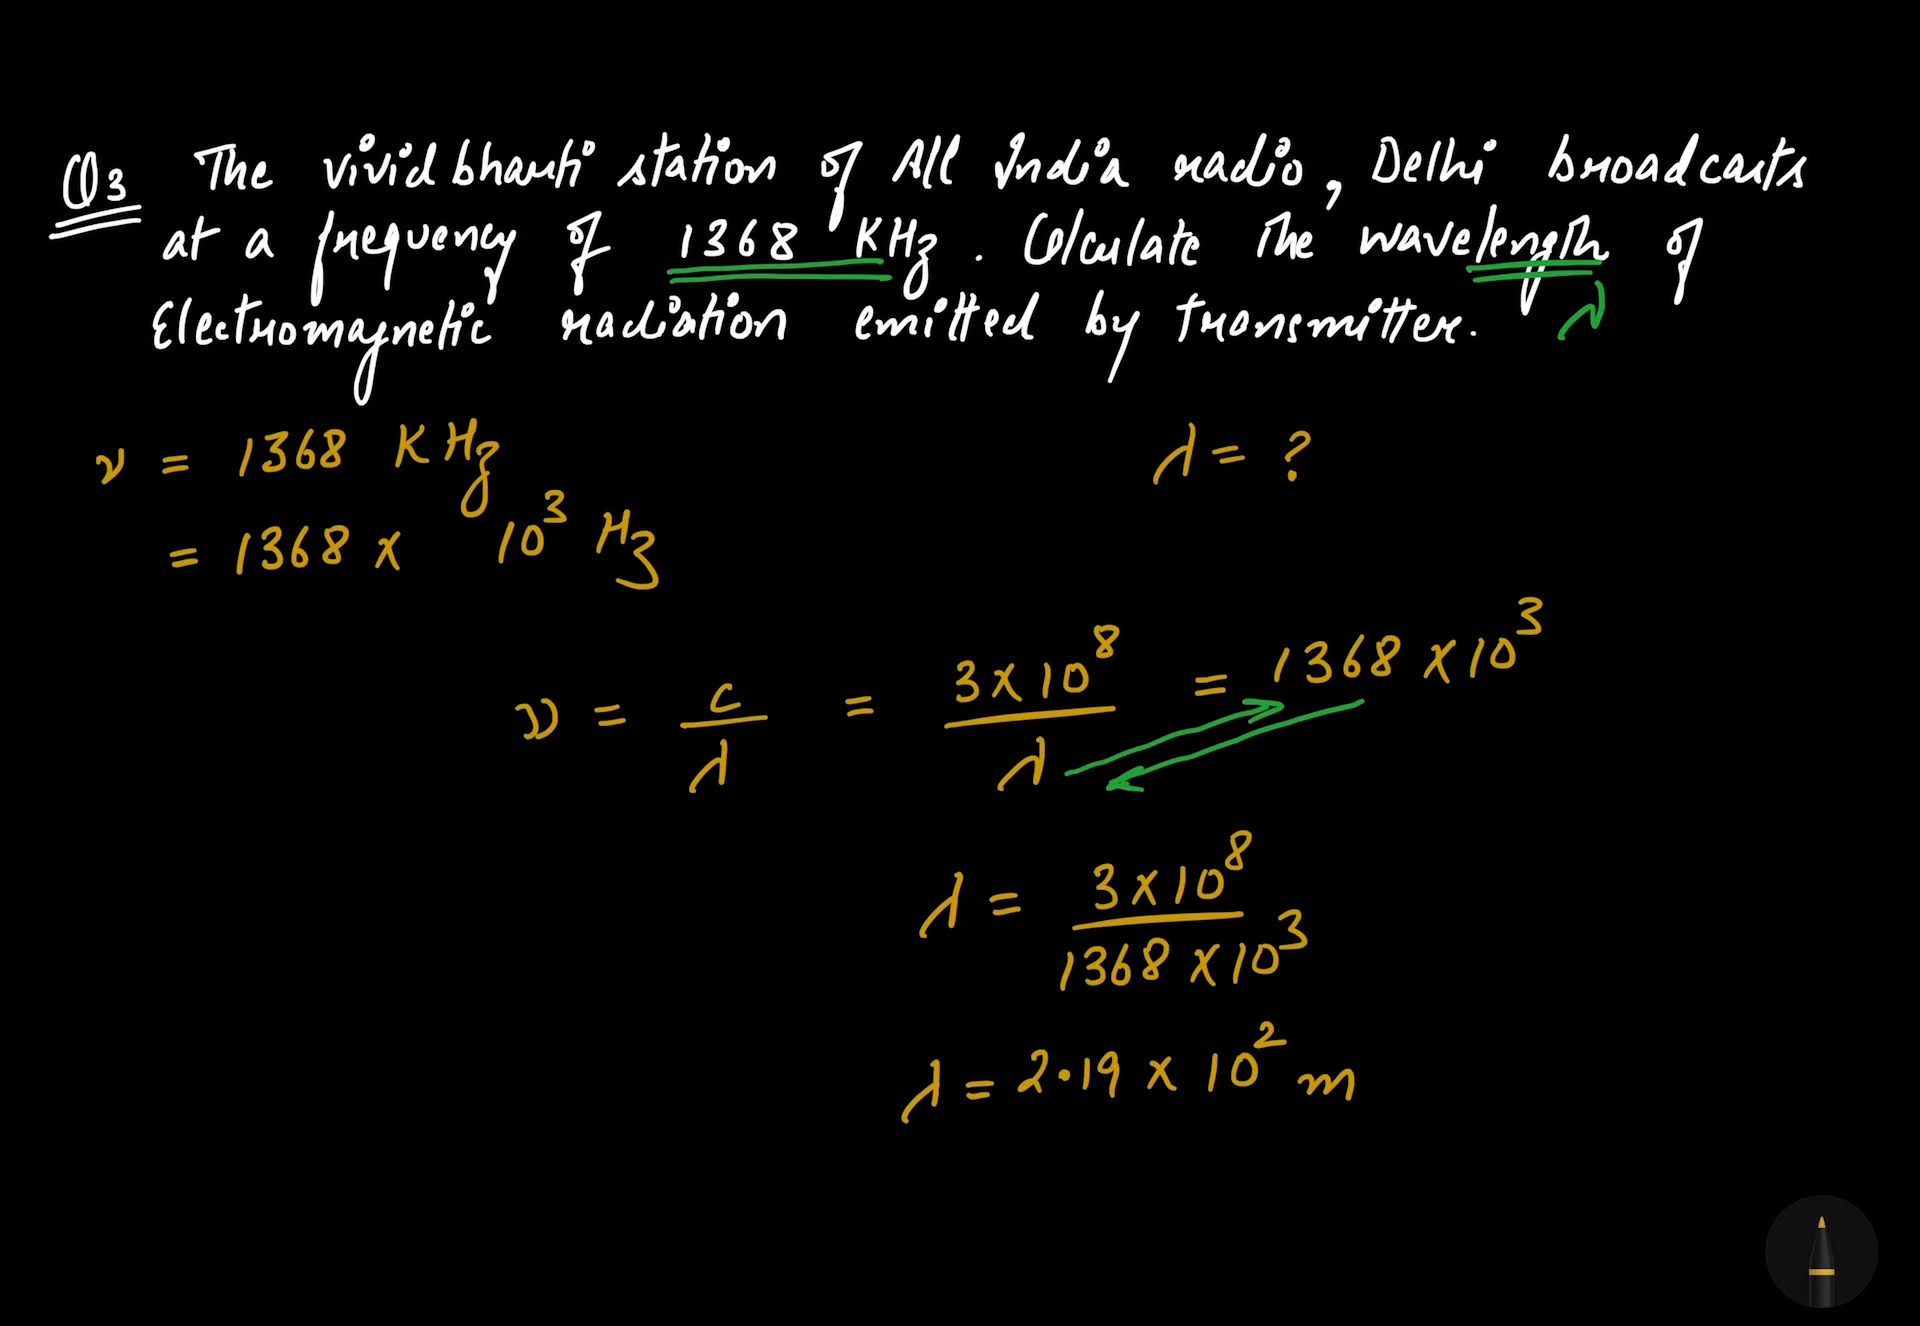 Q3 The vivid bharti station of All India radio, Delhi broadcasts
at a frequency of 1368 KHz. Calculate the wavelength of
λ
Electromagnetic radiation emitted by transmitter.
ν = 1368 KHz
λ = ?
= 1368 × 10³ Hz
ν = c/λ = 3×10⁸/λ = 1368 × 10³
λ = 3×10⁸/1368 ×10³
λ = 2.19 × 10² m